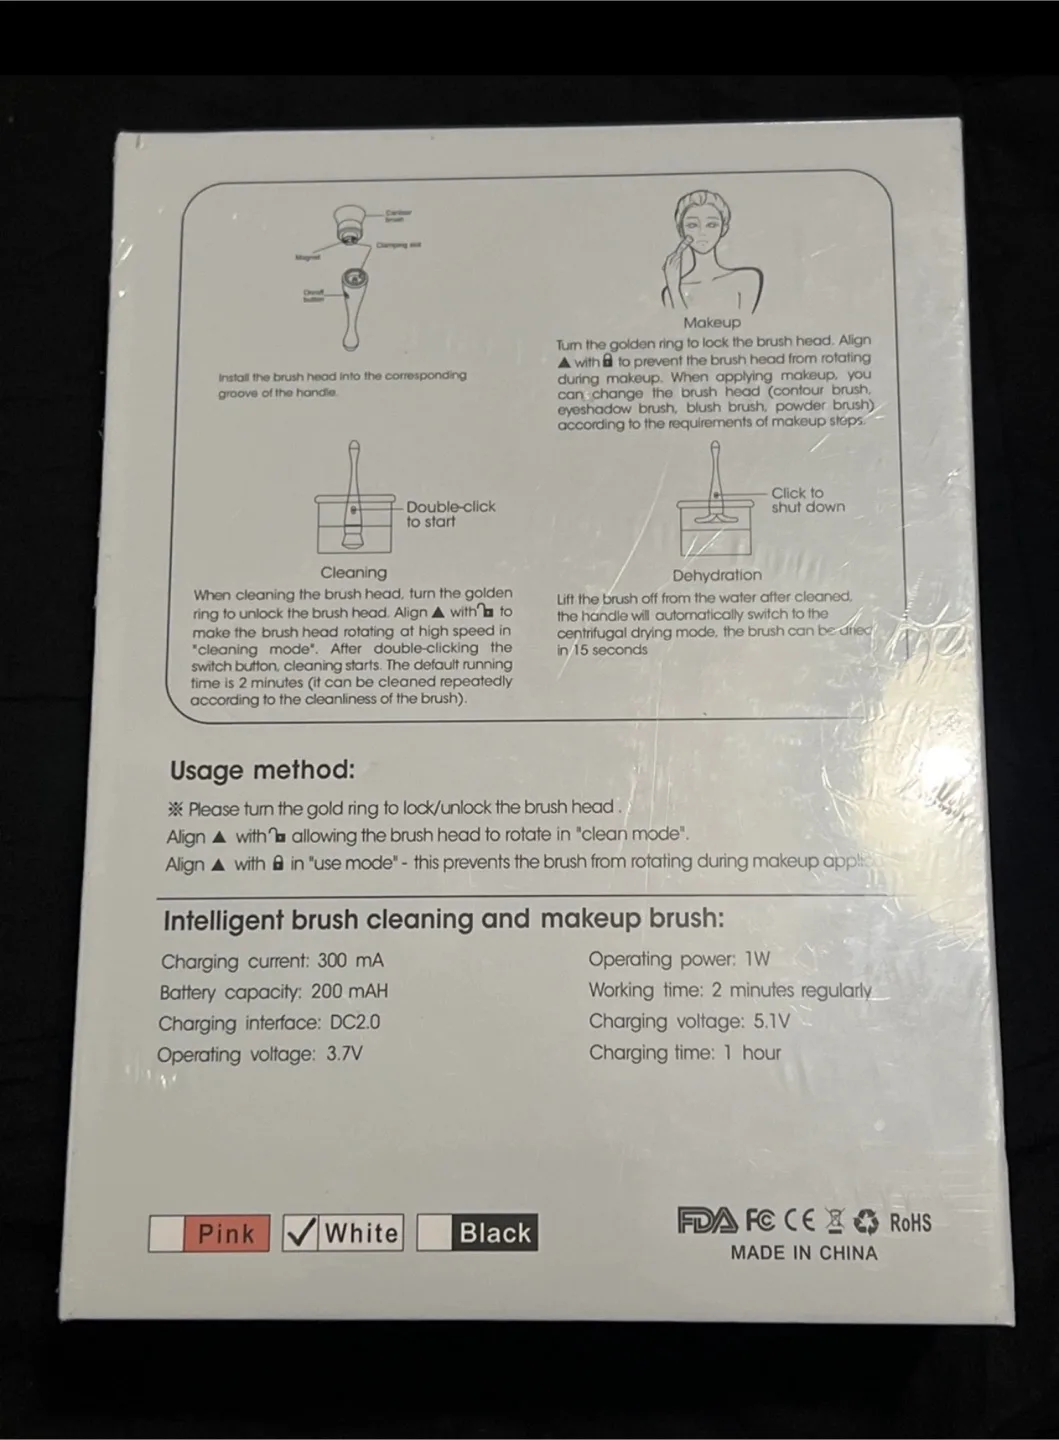 Contour
brush
Magnet
Clamping slot
On/off
button
Install the brush head into the corresponding
groove of the handle.
Makeup
Turn the golden ring to lock the brush head. Align
▲ with 🔒 to prevent the brush head from rotating
during makeup. When applying makeup, you
can change the brush head (contour brush,
eyeshadow brush, blush brush, powder brush)
according to the requirements of makeup steps.
Double-click
to start
Cleaning
When cleaning the brush head, turn the golden
ring to unlock the brush head. Align ▲ with 🔓 to
make the brush head rotating at high speed in
"cleaning mode". After double-clicking the
switch button, cleaning starts. The default running
time is 2 minutes (it can be cleaned repeatedly
according to the cleanliness of the brush).
Click to
shut down
Dehydration
Lift the brush off from the water after cleaned,
the handle will automatically switch to the
centrifugal drying mode, the brush can be dried
in 15 seconds
Usage method:
※ Please turn the gold ring to lock/unlock the brush head .
Align ▲ with 🔓 allowing the brush head to rotate in "clean mode".
Align ▲ with 🔒 in "use mode" - this prevents the brush from rotating during makeup
Intelligent brush cleaning and makeup brush:
Charging current: 300 mA
Battery capacity: 200 mAH
Charging interface: DC2.0
Operating voltage: 3.7V
Operating power: 1W
Working time: 2 minutes regularly
Charging voltage: 5.1V
Charging time: 1 hour
Pink ✓ White Black
FDA FC CE RoHS
MADE IN CHINA